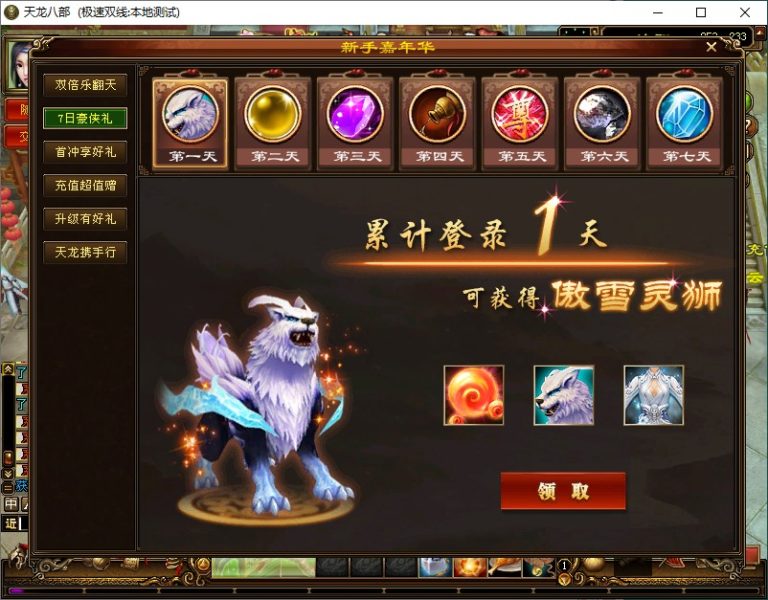 天龙八部 (极速双线:本地测试)
新手嘉年华
双倍乐翻天
7日豪侠礼
首冲享好礼
充值超值赠
升级有好礼
天龙携手行
第一天
第二天
第三天
第四天
尊
第五天
第六天
第七天
累计登录 1 天
可获得 傲雪灵狮
领 取
近
1